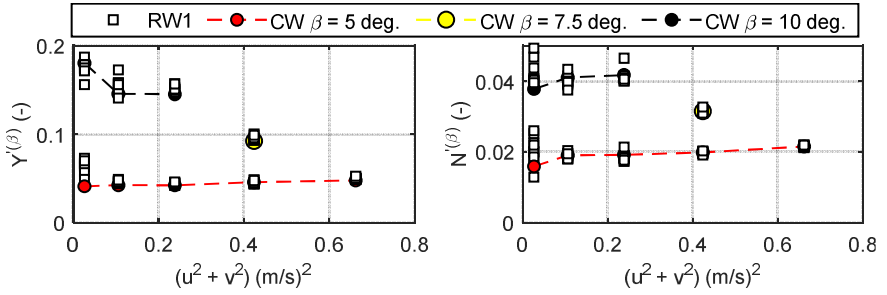 RW1 CW β = 5 deg. CW β = 7.5 deg. CW β = 10 deg.
0.2
0.1
0
Y'(β) (-)
0 0.2 0.4 0.6 0.8
(u² + v²) (m/s)²
0.04
0.02
0
N'(β) (-)
0 0.2 0.4 0.6 0.8
(u² + v²) (m/s)²